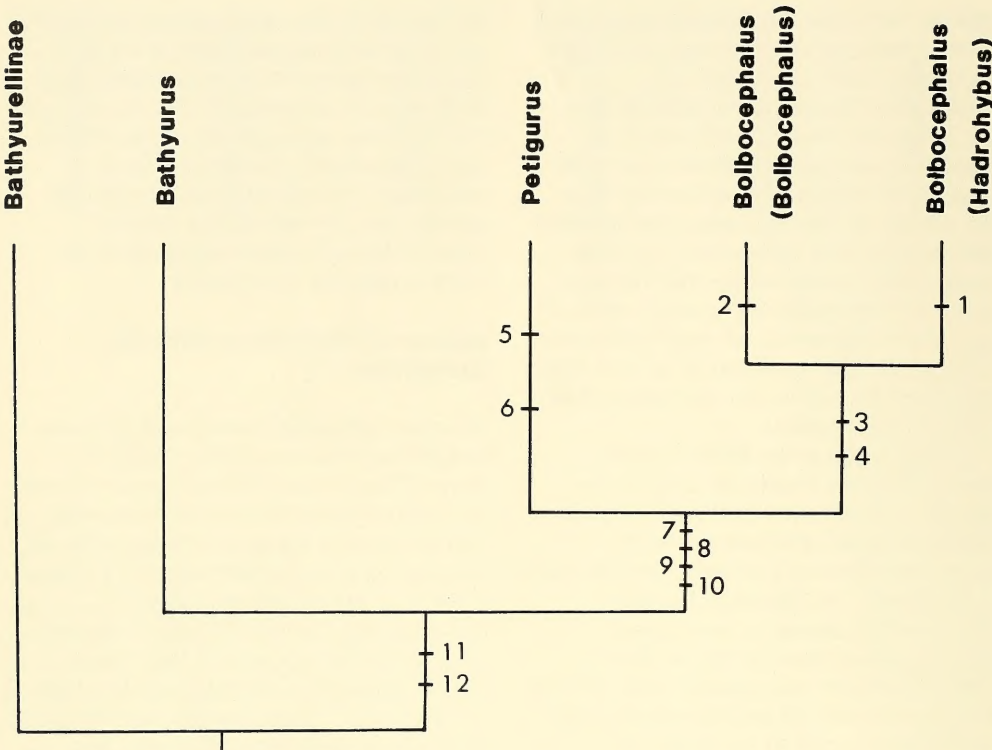 Bathyurellinae
Bathyurus
Petigurus
Bolbocephalus
(Bolbocephalus)
Bolbocephalus
(Hadrohybus)
2
1
5
6
3
4
7
8
9
10
11
12